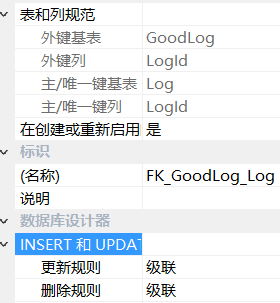 表和列规范
外键基表 GoodLog
外键列 LogId
主/唯一键基表 Log
主/唯一键列 LogId
在创建或重新启用 是
标识
(名称) FK_GoodLog_Log
说明
数据库设计器
INSERT 和 UPDAT
更新规则 级联
删除规则 级联